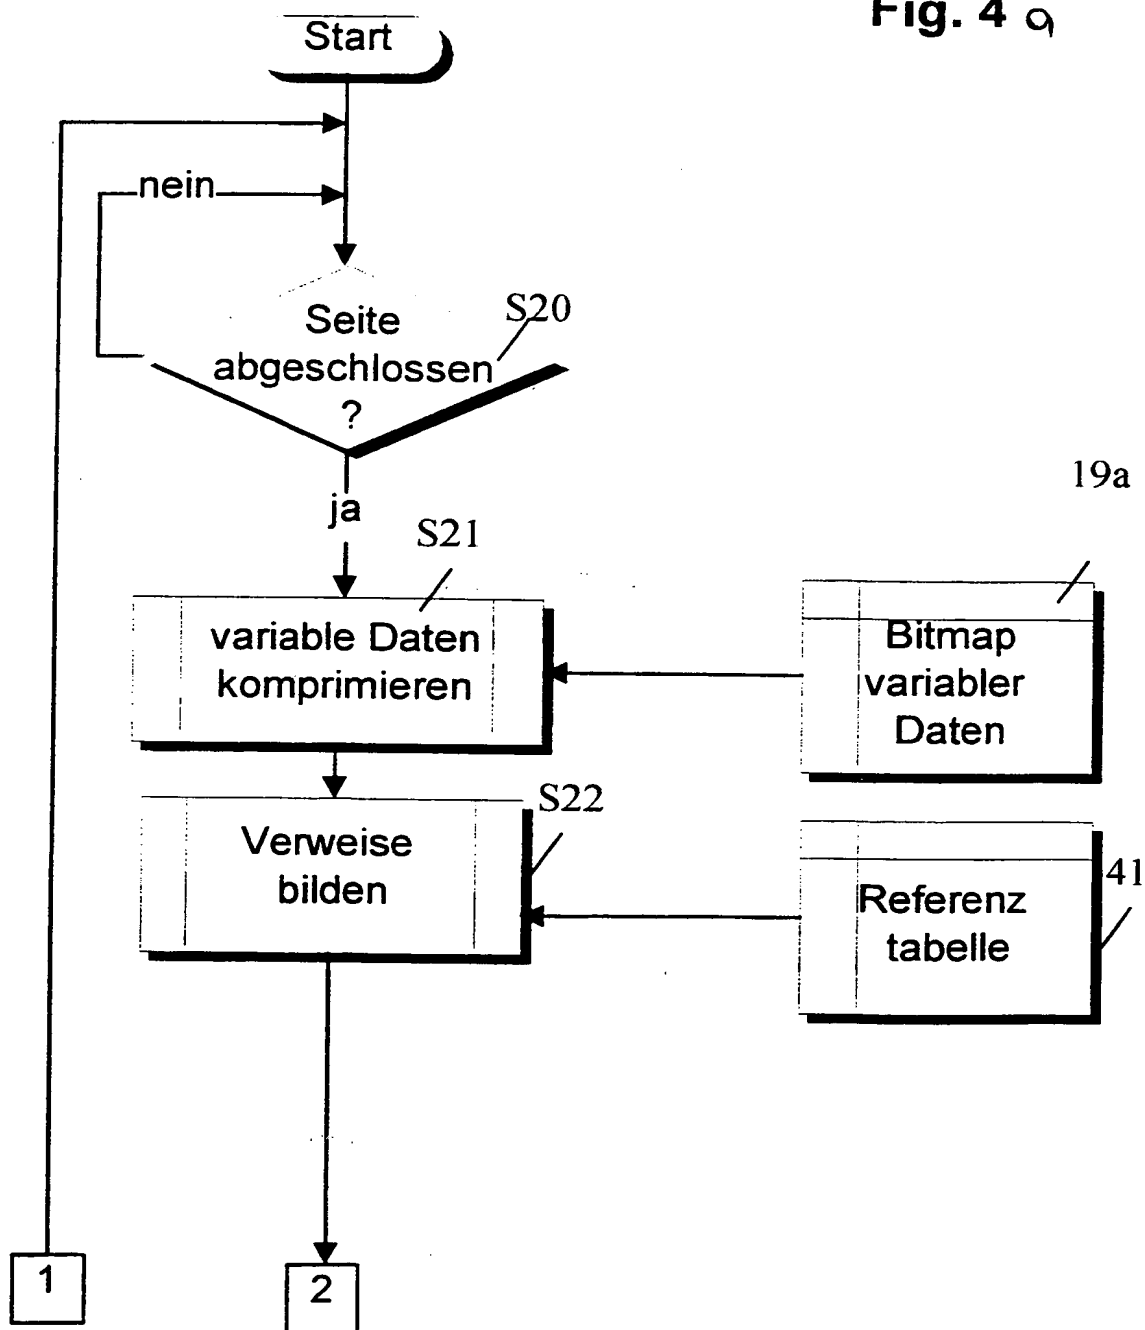 Fig. 4 a
Start
nein
Seite
abgeschlossen
?
S20
ja
S21
variable Daten
komprimieren
19a
Bitmap
variabler
Daten
S22
Verweise
bilden
41
Referenz
tabelle
1
2